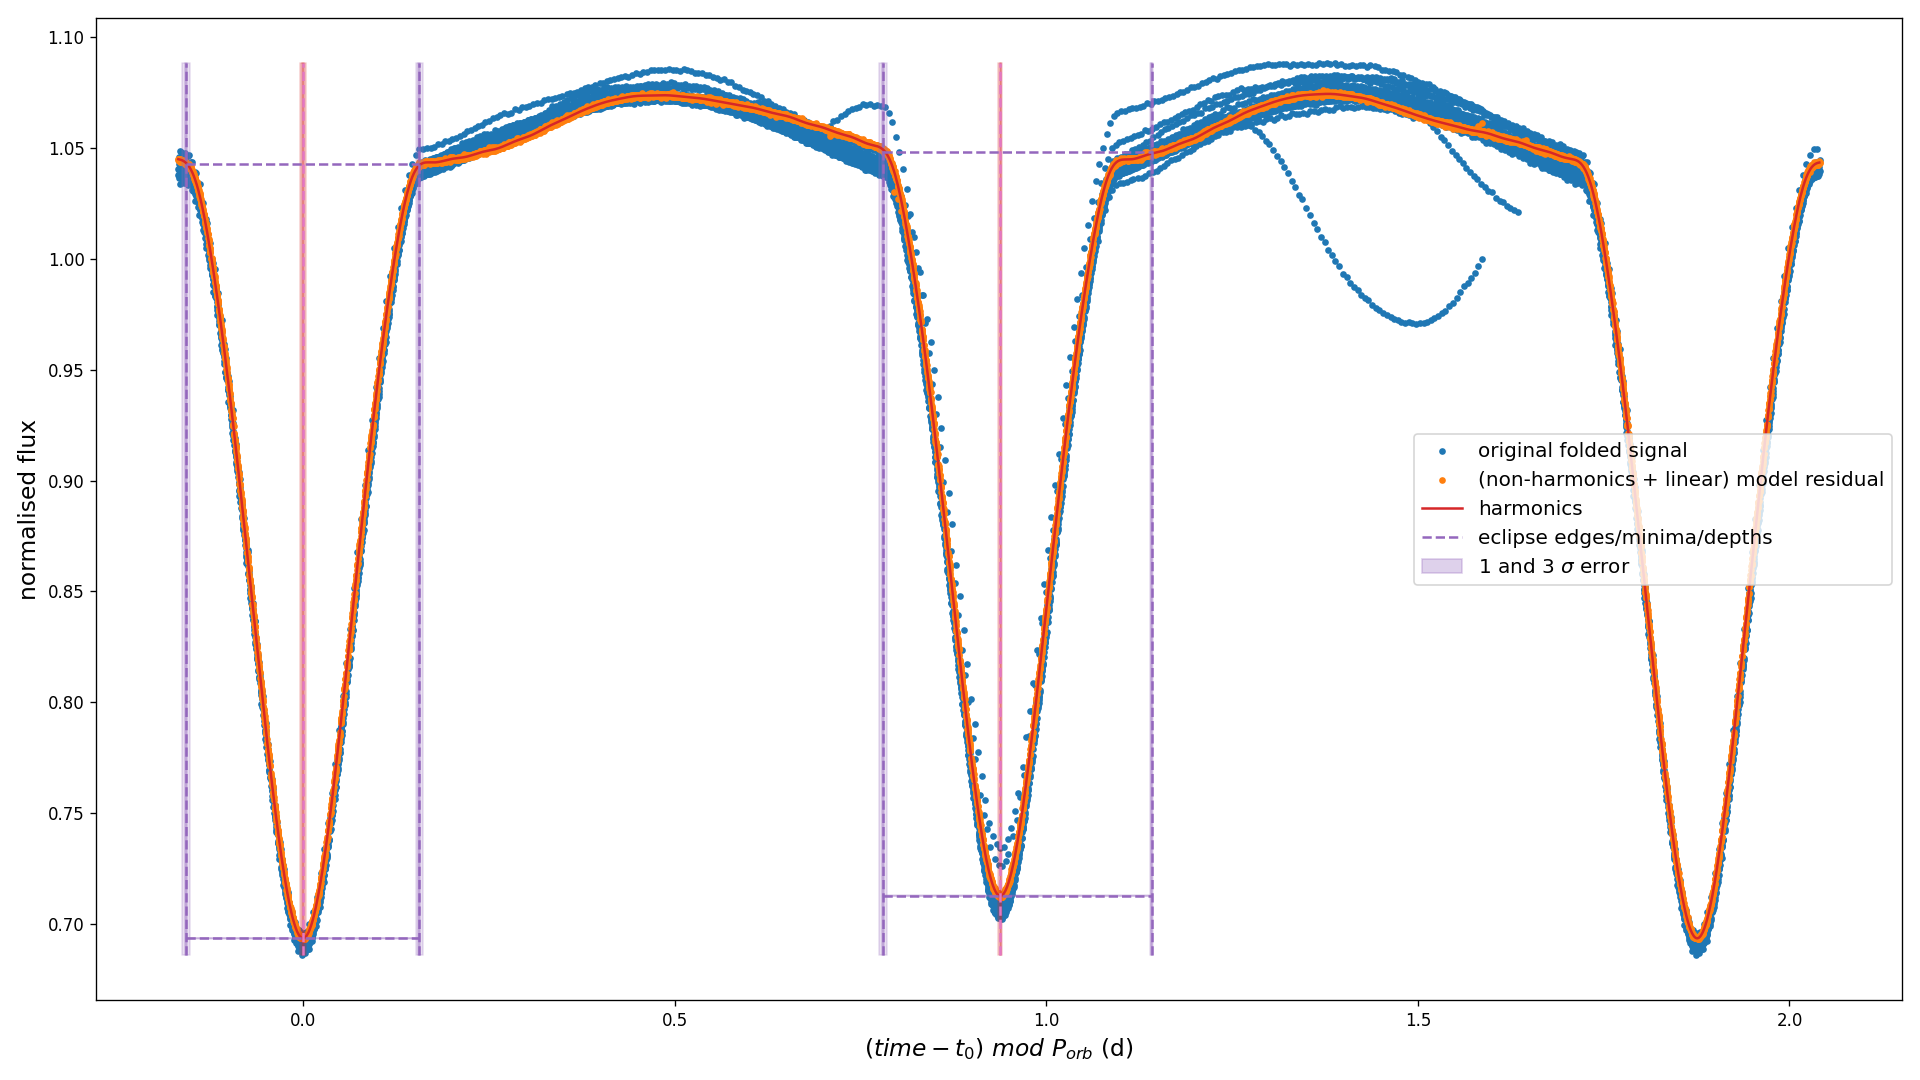 1.10
1.05
1.00
0.95
0.90
0.85
0.80
0.75
0.70
normalised flux
original folded signal
(non-harmonics + linear) model residual
harmonics
eclipse edges/minima/depths
1 and 3 σ error
0.0 0.5 1.0 1.5 2.0
(time − t₀) mod P_orb (d)